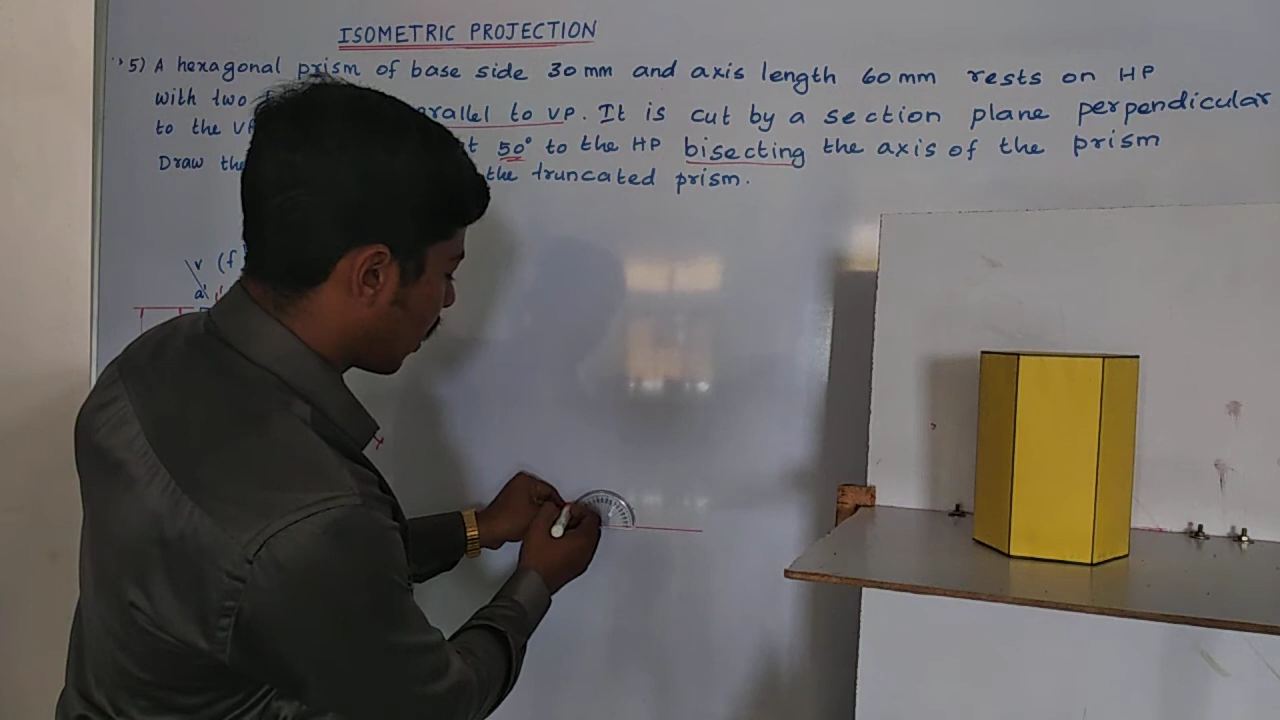 ISOMETRIC PROJECTION
5) A hexagonal prism of base side 30 mm and axis length 60 mm rests on HP
with two rallel to VP. It is cut by a section plane perpendicular
to the VP t 50° to the HP bisecting the axis of the prism
Draw the the truncated prism.
(f
a'